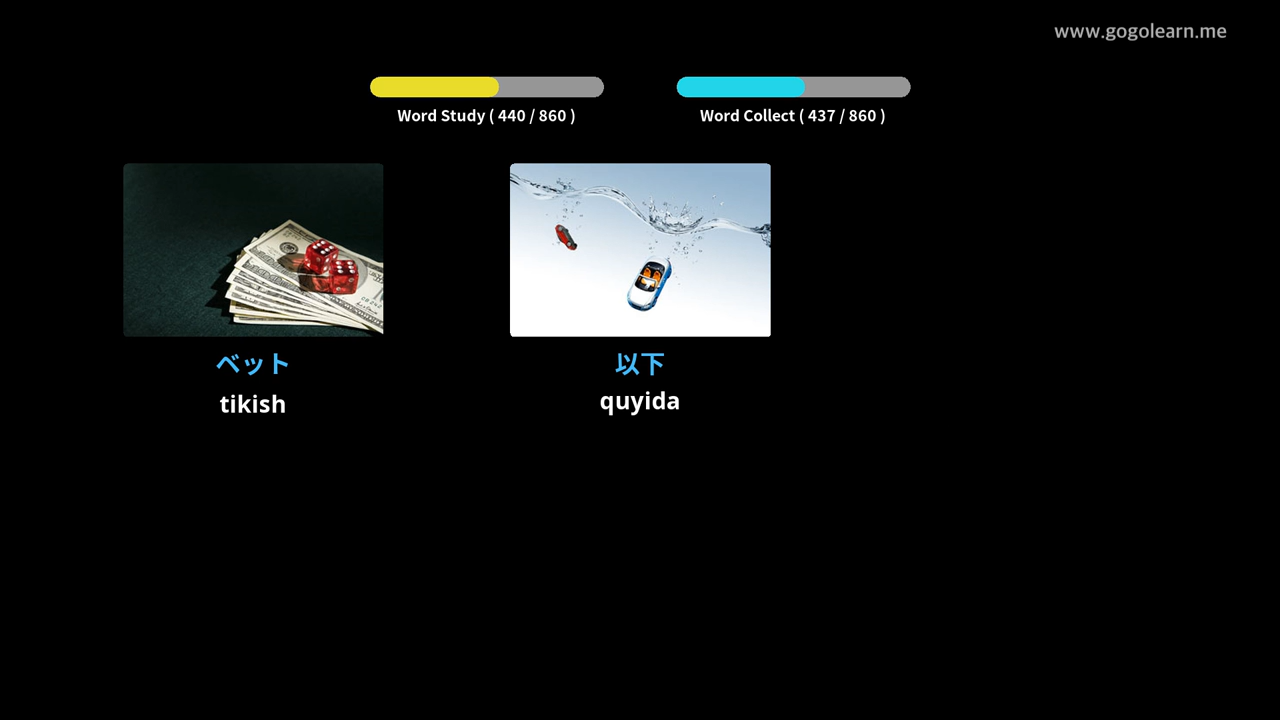 www.gogolearn.me
Word Study ( 440 / 860 )
Word Collect ( 437 / 860 )
ベット
tikish
以下
quyida